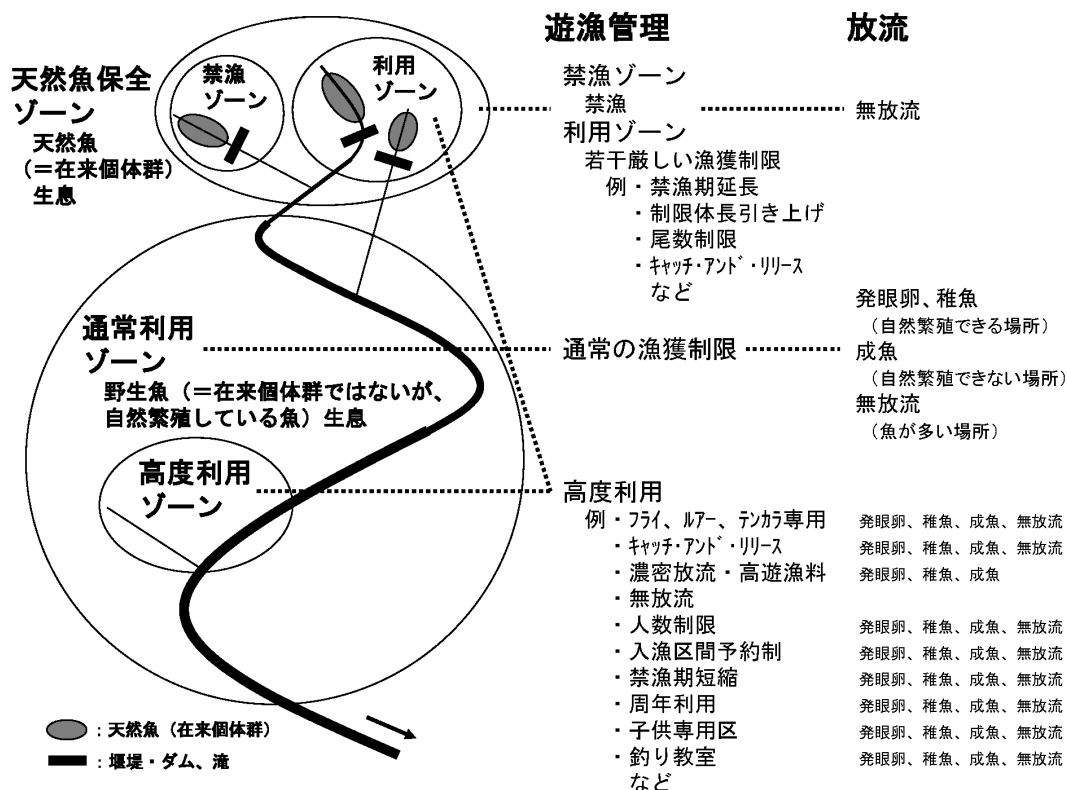 遊漁管理
放流
天然魚保全
ゾーン
天然魚
（＝在来個体群）
生息
禁漁
ゾーン
利用
ゾーン
禁漁ゾーン
禁漁
無放流
利用ゾーン
若干厳しい漁獲制限
例・禁漁期延長
・制限体長引き上げ
・尾数制限
・ｷｬｯﾁ・ｱﾝﾄﾞ・ﾘﾘｰｽ
など
通常利用
ゾーン
野生魚（＝在来個体群ではないが、
自然繁殖している魚）生息
通常の漁獲制限
発眼卵、稚魚
（自然繁殖できる場所）
成魚
（自然繁殖できない場所）
無放流
（魚が多い場所）
高度利用
ゾーン
高度利用
例・ﾌﾗｲ、ﾙｱｰ、ﾃﾝｶﾗ専用 発眼卵、稚魚、成魚、無放流
・ｷｬｯﾁ・ｱﾝﾄﾞ・ﾘﾘｰｽ 発眼卵、稚魚、成魚、無放流
・濃密放流・高遊漁料 発眼卵、稚魚、成魚
・無放流
・人数制限 発眼卵、稚魚、成魚、無放流
・入漁区間予約制 発眼卵、稚魚、成魚、無放流
・禁漁期短縮 発眼卵、稚魚、成魚、無放流
・周年利用 発眼卵、稚魚、成魚、無放流
・子供専用区 発眼卵、稚魚、成魚、無放流
・釣り教室 発眼卵、稚魚、成魚、無放流
など
：天然魚（在来個体群）
：堰堤・ダム、滝